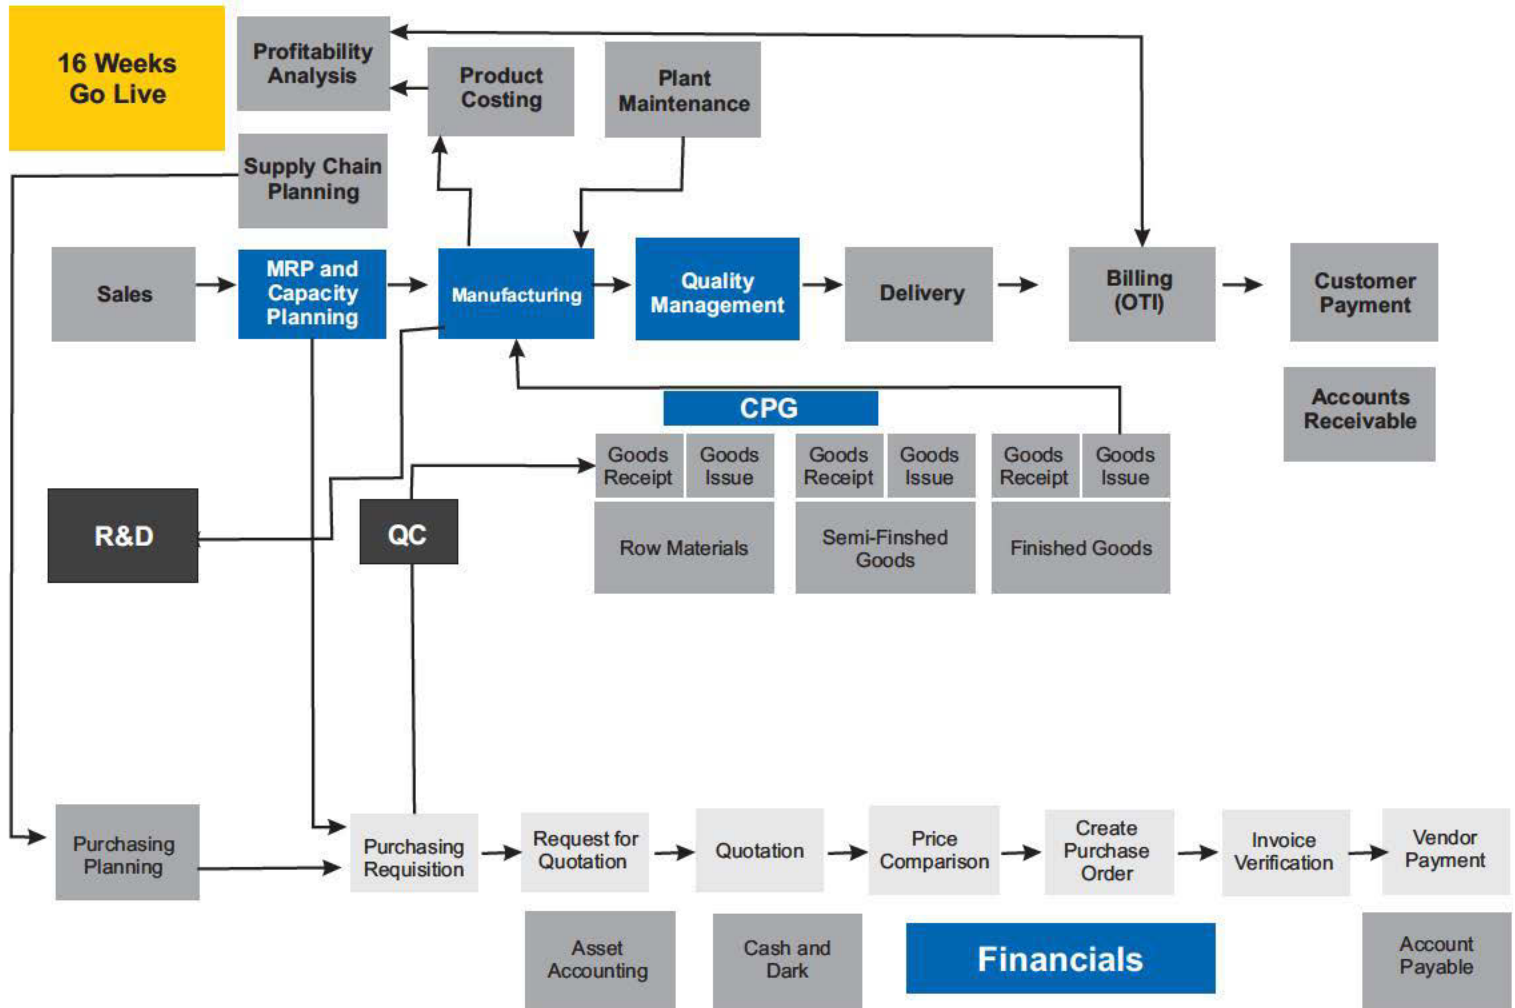 16 Weeks
Go Live
Profitability
Analysis
Product
Costing
Plant
Maintenance
Supply Chain
Planning
Sales
MRP and
Capacity
Planning
Manufacturing
Quality
Management
Delivery
Billing
(OTI)
Customer
Payment
Accounts
Receivable
CPG
Goods
Receipt
Goods
Issue
Goods
Receipt
Goods
Issue
Goods
Receipt
Goods
Issue
R&D
QC
Row Materials
Semi-Finshed
Goods
Finished Goods
Purchasing
Planning
Purchasing
Requisition
Request for
Quotation
Quotation
Price
Comparison
Create
Purchase
Order
Invoice
Verification
Vendor
Payment
Asset
Accounting
Cash and
Dark
Financials
Account
Payable